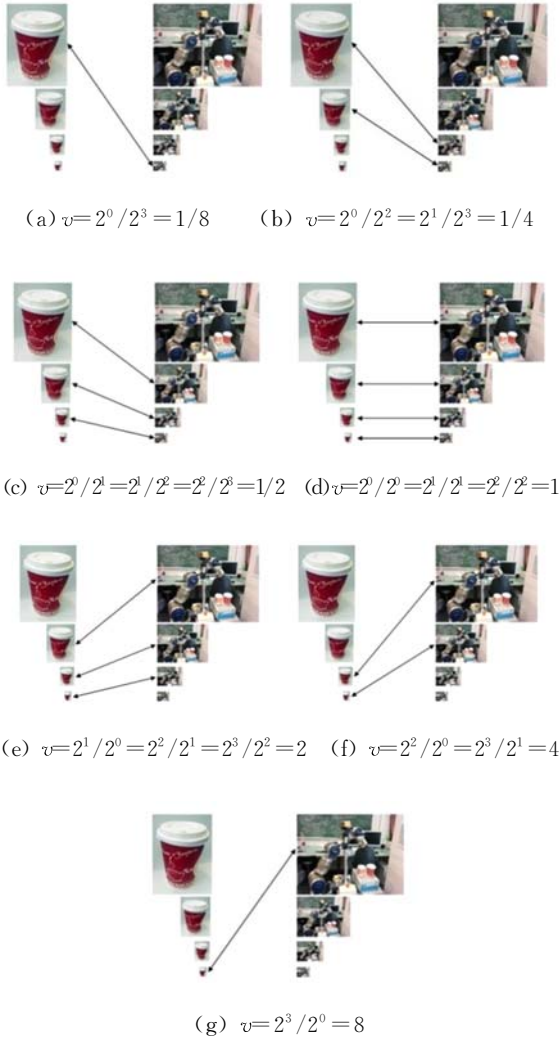 (a) v=2⁰/2³=1/8 (b) v=2⁰/2²=2¹/2³=1/4
(c) v=2⁰/2¹=2¹/2²=2²/2³=1/2 (d) v=2⁰/2⁰=2¹/2¹=2²/2²=1
(e) v=2¹/2⁰=2²/2¹=2³/2²=2 (f) v=2²/2⁰=2³/2¹=4
(g) v=2³/2⁰=8